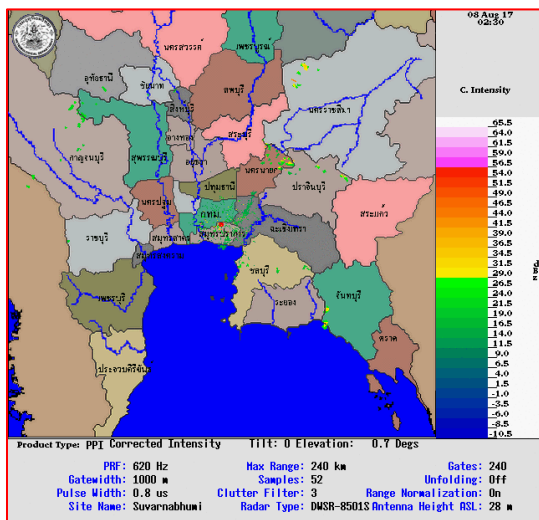 08 Aug 17
02:30
C. Intensity
65.5
64.0
61.5
59.0
56.5
54.0
51.5
49.0
46.5
44.0
41.5
39.0
36.5
34.0
31.5
29.0
26.5
24.0
21.5
19.0
16.5
14.0
11.5
9.0
6.5
4.0
1.5
-1.0
-3.5
-6.0
-8.5
-10.5
นครสวรรค์
เพชรบูรณ์
อุทัยธานี
ชัยนาท
สิงห์บุรี
ลพบุรี
นครราชสีมา
อ่างทอง
สระบุรี
กาญจนบุรี
สุพรรณบุรี
อยุธยา
นครนายก
ปราจีนบุรี
ปทุมธานี
นครปฐม
กทม.
สระแก้ว
ฉะเชิงเทรา
ราชบุรี
สมุทรสาคร
สมุทรปราการ
สมุทรสงคราม
ชลบุรี
เพชรบุรี
ระยอง
จันทบุรี
ตราด
ประจวบคีรีขันธ์
Product Type: PPI Corrected Intensity Tilt: 0 Elevation: 0.7 Degs
PRF: 620 Hz Max Range: 240 km Gates: 240
Gatewidth: 1000 m Samples: 52 Unfolding: Off
Pulse Width: 0.8 us Clutter Filter: 3 Range Normalization: On
Site Name: Suvarnabhumi Radar Type: DWSR-8501S Antenna Height ASL: 28 m